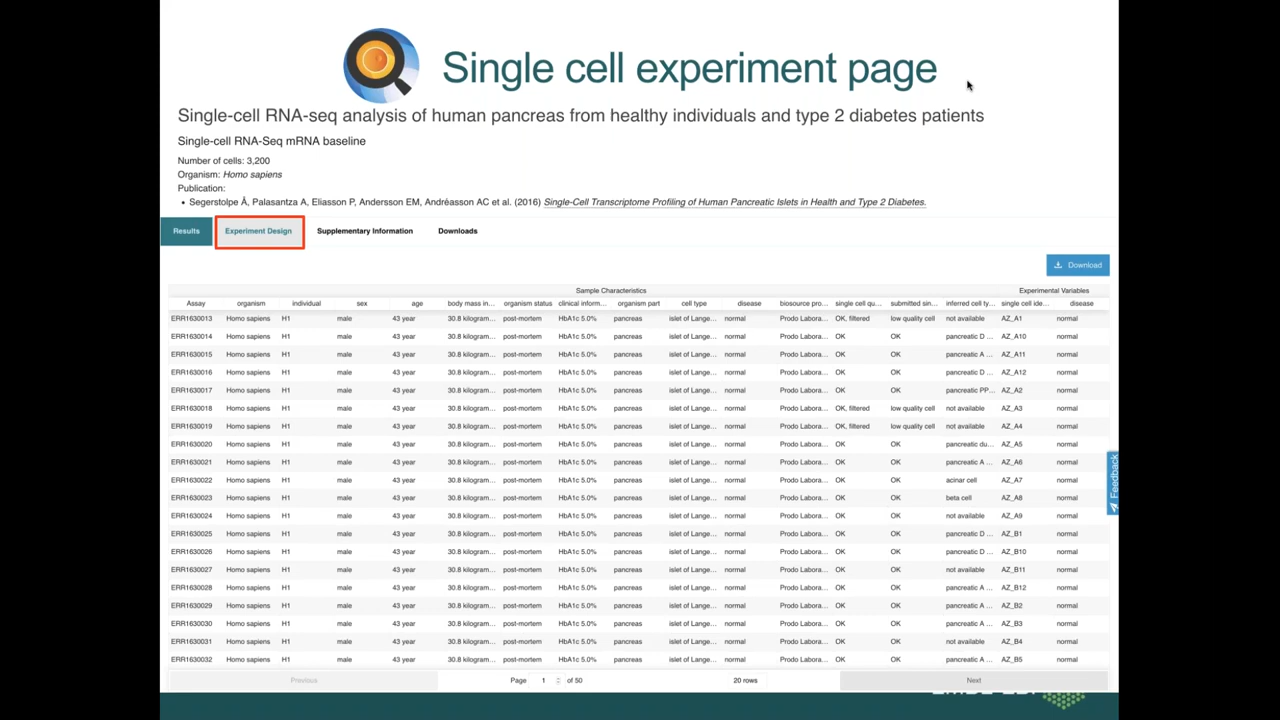 Single cell experiment page
Single-cell RNA-seq analysis of human pancreas from healthy individuals and type 2 diabetes patients
Single-cell RNA-Seq mRNA baseline
Number of cells: 3,200
Organism: Homo sapiens
Publication:
• Segerstolpe Å, Palasantza A, Eliasson P, Andersson EM, Andréasson AC et al. (2016) Single-Cell Transcriptome Profiling of Human Pancreatic Islets in Health and Type 2 Diabetes.
Results Experiment Design Supplementary Information Downloads
Download
Sample Characteristics Experimental Variables
Assay organism individual sex age body mass in... organism status clinical inform... organism part cell type disease biosource pro... single cell qu... submitted sin... inferred cell ty... single cell ide... disease
ERR1630013 Homo sapiens H1 male 43 year 30.8 kilogram... post-mortem HbA1c 5.0% pancreas islet of Lange... normal Prodo Labora... OK, filtered low quality cell not available AZ_A1 normal
ERR1630014 Homo sapiens H1 male 43 year 30.8 kilogram... post-mortem HbA1c 5.0% pancreas islet of Lange... normal Prodo Labora... OK OK pancreatic D ... AZ_A10 normal
ERR1630015 Homo sapiens H1 male 43 year 30.8 kilogram... post-mortem HbA1c 5.0% pancreas islet of Lange... normal Prodo Labora... OK OK pancreatic A ... AZ_A11 normal
ERR1630016 Homo sapiens H1 male 43 year 30.8 kilogram... post-mortem HbA1c 5.0% pancreas islet of Lange... normal Prodo Labora... OK OK pancreatic D ... AZ_A12 normal
ERR1630017 Homo sapiens H1 male 43 year 30.8 kilogram... post-mortem HbA1c 5.0% pancreas islet of Lange... normal Prodo Labora... OK OK pancreatic PP... AZ_A2 normal
ERR1630018 Homo sapiens H1 male 43 year 30.8 kilogram... post-mortem HbA1c 5.0% pancreas islet of Lange... normal Prodo Labora... OK, filtered low quality cell not available AZ_A3 normal
ERR1630019 Homo sapiens H1 male 43 year 30.8 kilogram... post-mortem HbA1c 5.0% pancreas islet of Lange... normal Prodo Labora... OK, filtered low quality cell not available AZ_A4 normal
ERR1630020 Homo sapiens H1 male 43 year 30.8 kilogram... post-mortem HbA1c 5.0% pancreas islet of Lange... normal Prodo Labora... OK OK pancreatic du... AZ_A5 normal
ERR1630021 Homo sapiens H1 male 43 year 30.8 kilogram... post-mortem HbA1c 5.0% pancreas islet of Lange... normal Prodo Labora... OK OK pancreatic A ... AZ_A6 normal
ERR1630022 Homo sapiens H1 male 43 year 30.8 kilogram... post-mortem HbA1c 5.0% pancreas islet of Lange... normal Prodo Labora... OK OK acinar cell AZ_A7 normal
ERR1630023 Homo sapiens H1 male 43 year 30.8 kilogram... post-mortem HbA1c 5.0% pancreas islet of Lange... normal Prodo Labora... OK OK beta cell AZ_A8 normal
ERR1630024 Homo sapiens H1 male 43 year 30.8 kilogram... post-mortem HbA1c 5.0% pancreas islet of Lange... normal Prodo Labora... OK OK not available AZ_A9 normal
ERR1630025 Homo sapiens H1 male 43 year 30.8 kilogram... post-mortem HbA1c 5.0% pancreas islet of Lange... normal Prodo Labora... OK OK pancreatic D ... AZ_B1 normal
ERR1630026 Homo sapiens H1 male 43 year 30.8 kilogram... post-mortem HbA1c 5.0% pancreas islet of Lange... normal Prodo Labora... OK OK pancreatic D ... AZ_B10 normal
ERR1630027 Homo sapiens H1 male 43 year 30.8 kilogram... post-mortem HbA1c 5.0% pancreas islet of Lange... normal Prodo Labora... OK OK not available AZ_B11 normal
ERR1630028 Homo sapiens H1 male 43 year 30.8 kilogram... post-mortem HbA1c 5.0% pancreas islet of Lange... normal Prodo Labora... OK OK pancreatic A ... AZ_B12 normal
ERR1630029 Homo sapiens H1 male 43 year 30.8 kilogram... post-mortem HbA1c 5.0% pancreas islet of Lange... normal Prodo Labora... OK OK pancreatic A ... AZ_B2 normal
ERR1630030 Homo sapiens H1 male 43 year 30.8 kilogram... post-mortem HbA1c 5.0% pancreas islet of Lange... normal Prodo Labora... OK OK pancreatic A ... AZ_B3 normal
ERR1630031 Homo sapiens H1 male 43 year 30.8 kilogram... post-mortem HbA1c 5.0% pancreas islet of Lange... normal Prodo Labora... OK OK not available AZ_B4 normal
ERR1630032 Homo sapiens H1 male 43 year 30.8 kilogram... post-mortem HbA1c 5.0% pancreas islet of Lange... normal Prodo Labora... OK OK pancreatic A ... AZ_B5 normal
Feedback
Previous Page 1 of 50 20 rows Next